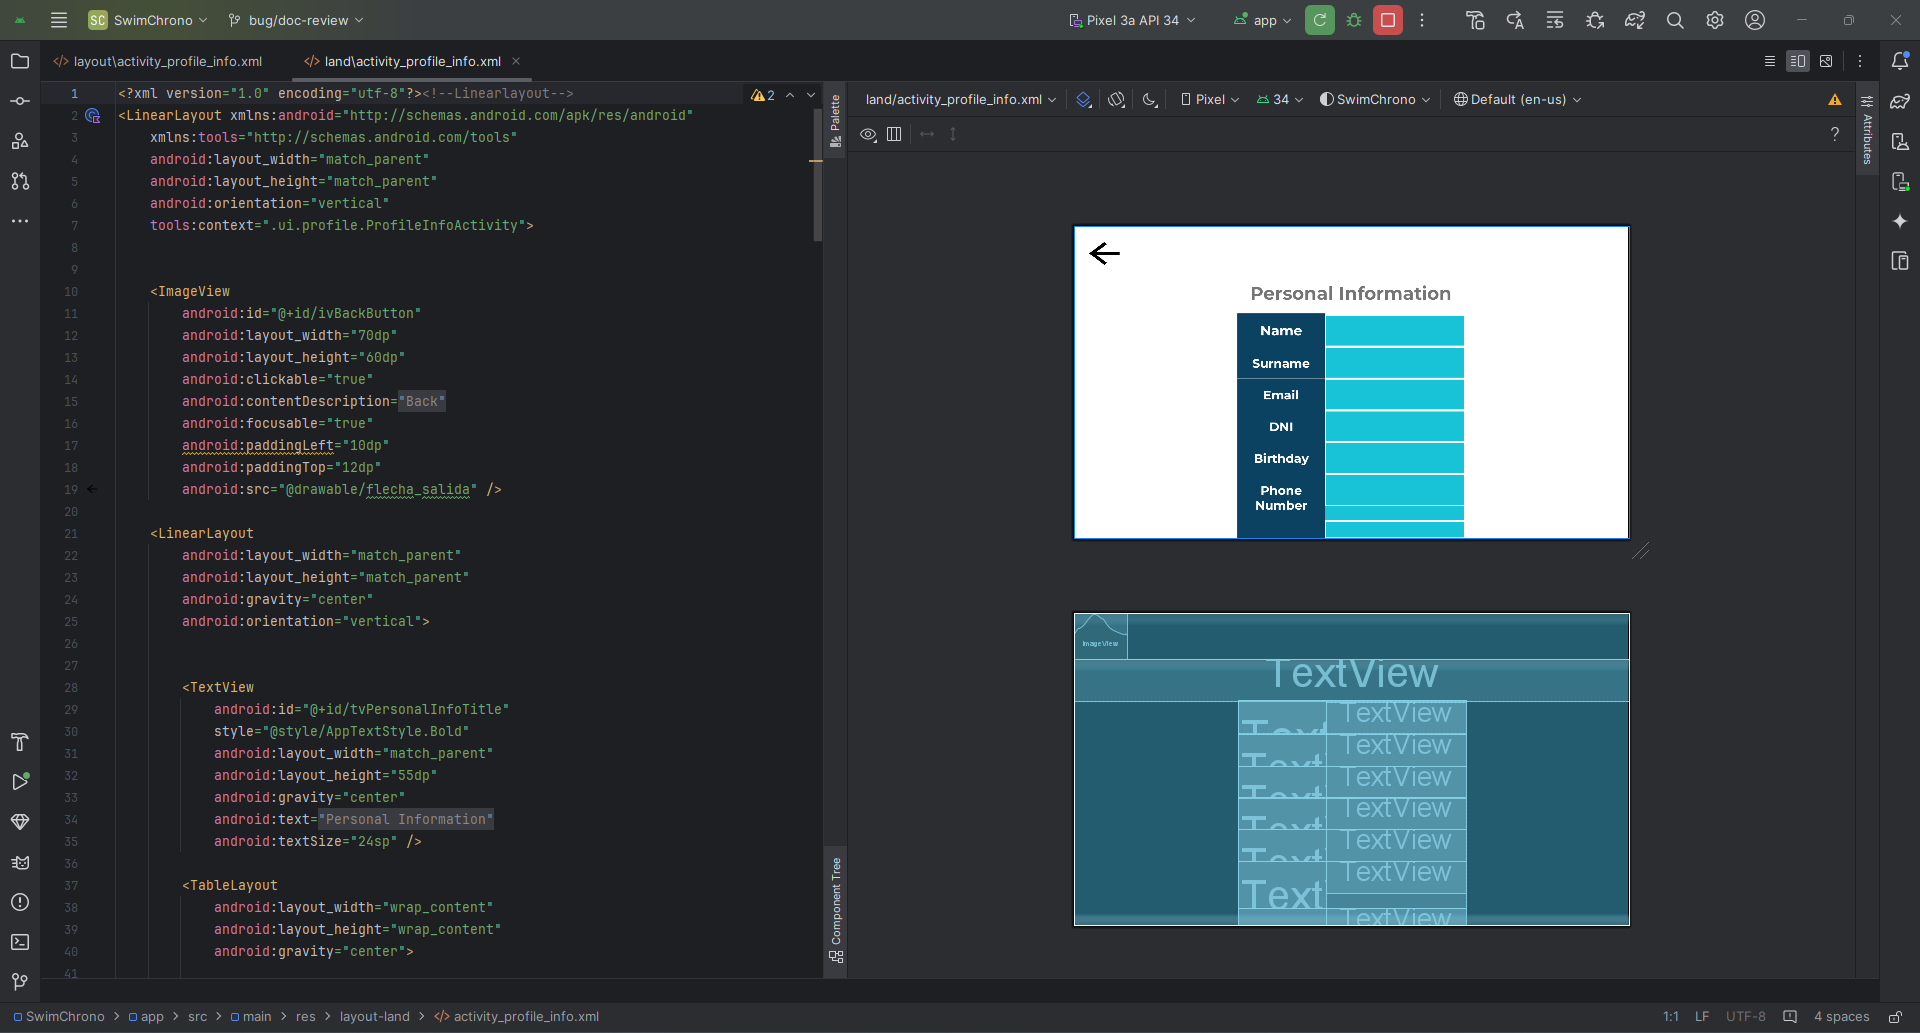 SC SwimChrono bug/doc-review Pixel 3a API 34 app
layout\activity_profile_info.xml land\activity_profile_info.xml
1 <?xml version="1.0" encoding="utf-8"?><!--Linearlayout--> 2
2 <LinearLayout xmlns:android="http://schemas.android.com/apk/res/android"
3 xmlns:tools="http://schemas.android.com/tools"
4 android:layout_width="match_parent"
5 android:layout_height="match_parent"
6 android:orientation="vertical"
7 tools:context=".ui.profile.ProfileInfoActivity">
8
9
10 <ImageView
11 android:id="@+id/ivBackButton"
12 android:layout_width="70dp"
13 android:layout_height="60dp"
14 android:clickable="true"
15 android:contentDescription="Back"
16 android:focusable="true"
17 android:paddingLeft="10dp"
18 android:paddingTop="12dp"
19 android:src="@drawable/flecha_salida" />
20
21 <LinearLayout
22 android:layout_width="match_parent"
23 android:layout_height="match_parent"
24 android:gravity="center"
25 android:orientation="vertical">
26
27
28 <TextView
29 android:id="@+id/tvPersonalInfoTitle"
30 style="@style/AppTextStyle.Bold"
31 android:layout_width="match_parent"
32 android:layout_height="55dp"
33 android:gravity="center"
34 android:text="Personal Information"
35 android:textSize="24sp" />
36
37 <TableLayout
38 android:layout_width="wrap_content"
39 android:layout_height="wrap_content"
40 android:gravity="center">
41
Palette
Component Tree
land/activity_profile_info.xml Pixel 34 SwimChrono Default (en-us)
?
Attributes
Personal Information
Name
Surname
Email
DNI
Birthday
Phone
Number
ImageView
TextView
Text TextView
Text TextView
Text TextView
Text TextView
Text TextView
Text TextView
TextView
SwimChrono > app > src > main > res > layout-land > activity_profile_info.xml 1:1 LF UTF-8 4 spaces